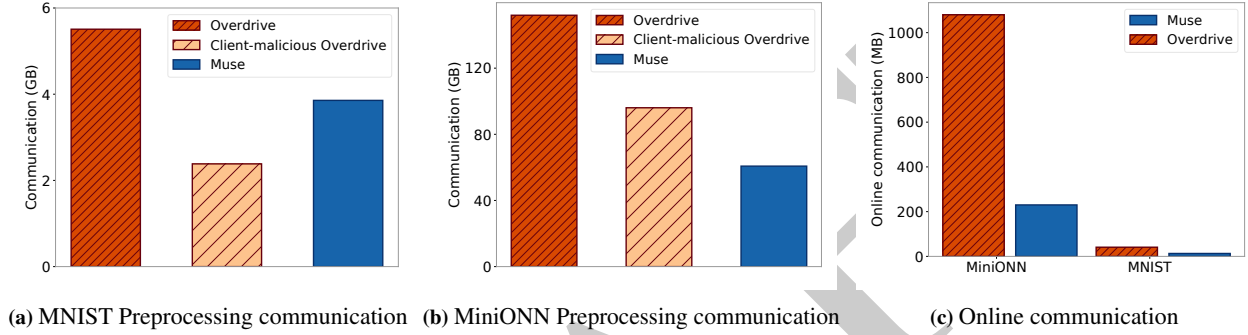 6
4
2
0
Communication (GB)
Overdrive
Client-malicious Overdrive
Muse
120
80
40
0
Communication (GB)
Overdrive
Client-malicious Overdrive
Muse
1000
800
600
400
200
0
Online communication (MB)
Muse
Overdrive
MiniONN
MNIST
(a) MNIST Preprocessing communication
(b) MiniONN Preprocessing communication
(c) Online communication